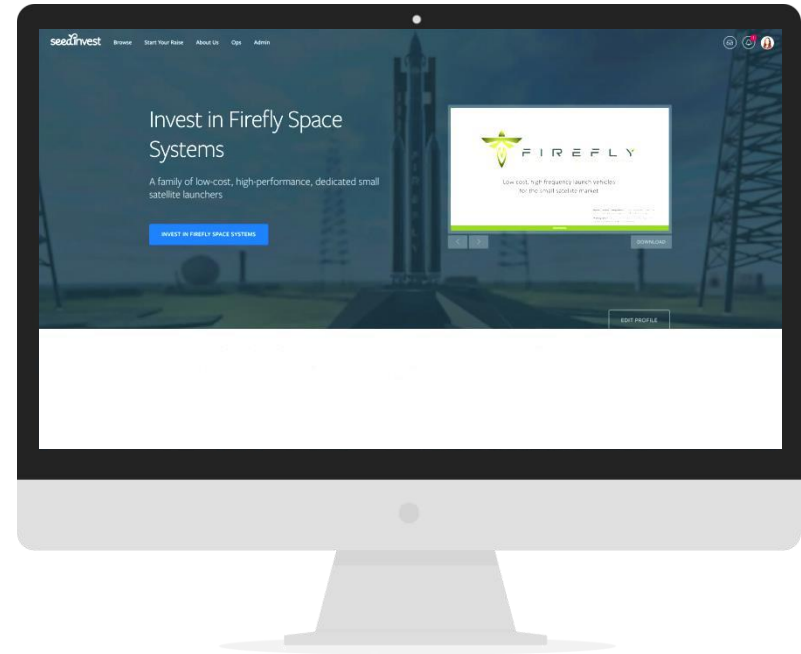 seedinvest Browse Start Your Raise About Us Ops Admin
Invest in Firefly Space
Systems
A family of low-cost, high-performance, dedicated small
satellite launchers
INVEST IN FIREFLY SPACE SYSTEMS
FIREFLY
Low cost, high frequency launch vehicles
for the small satellite market
DOWNLOAD
EDIT PROFILE